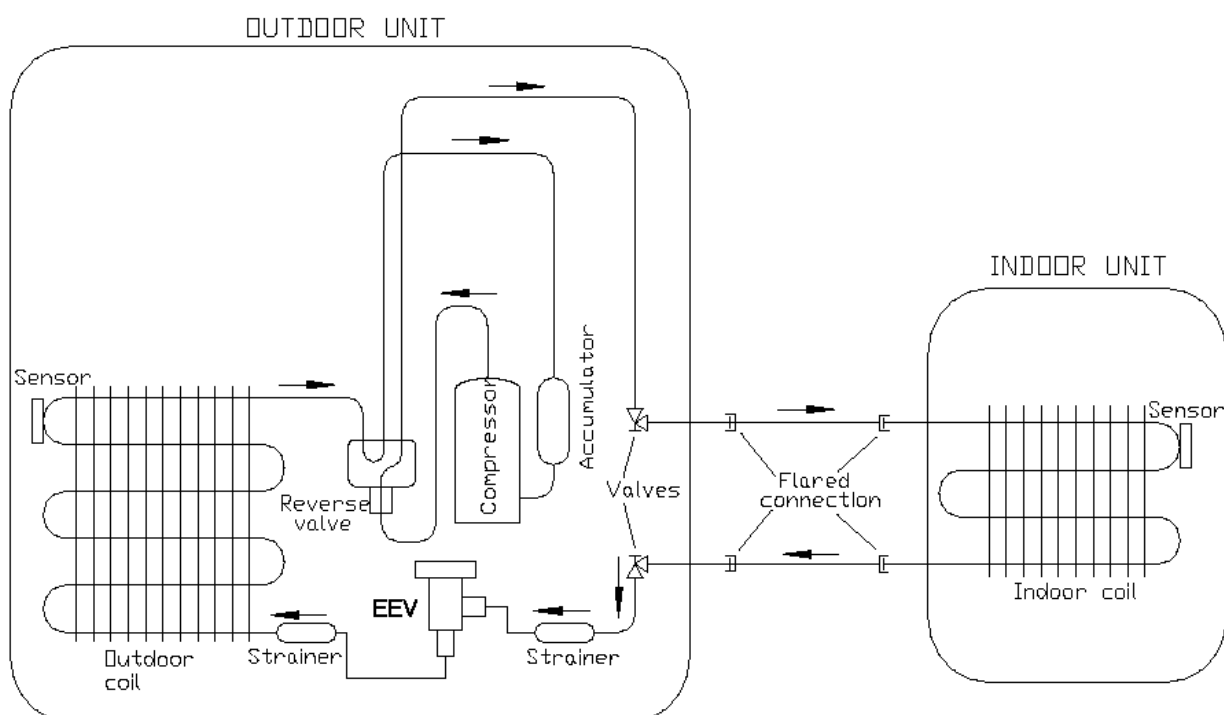 OUTDOOR UNIT
INDOOR UNIT
Sensor
Compressor
Accumulator
Sensor
Reverse
valve
Valves
Flared
connection
EEV
Indoor coil
Outdoor
coil
Strainer
Strainer